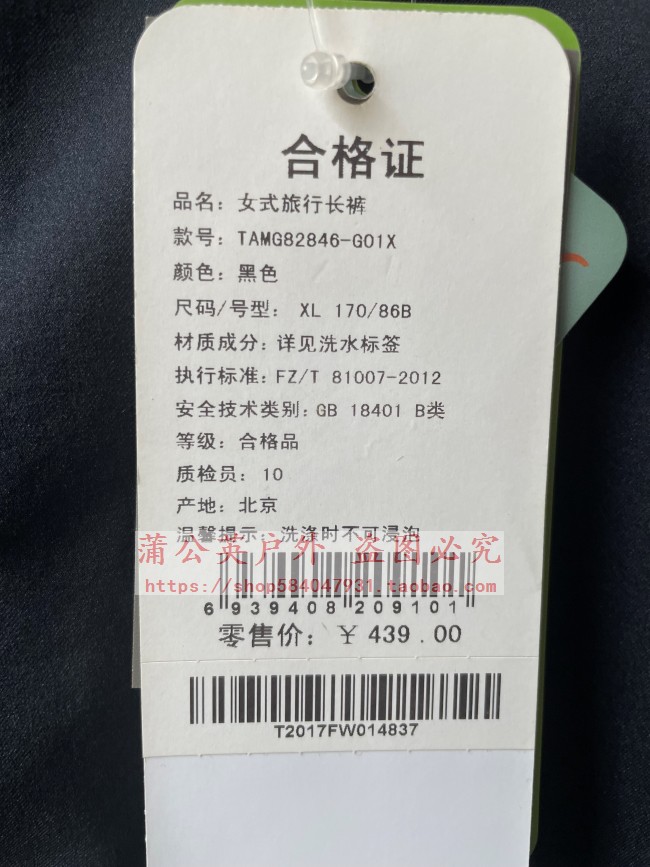 合格证
品名：女式旅行长裤
款号：TAMG82846-G01X
颜色：黑色
尺码/号型： XL 170/86B
材质成分：详见洗水标签
执行标准：FZ/T 81007-2012
安全技术类别：GB 18401 B类
等级：合格品
质检员：10
产地：北京
温馨提示：洗涤时不可浸泡
蒲公英户外 盗图必究
https://shop584047931.taobao.com
6 939408 209101
零售价：￥ 439.00
T2017FW014837